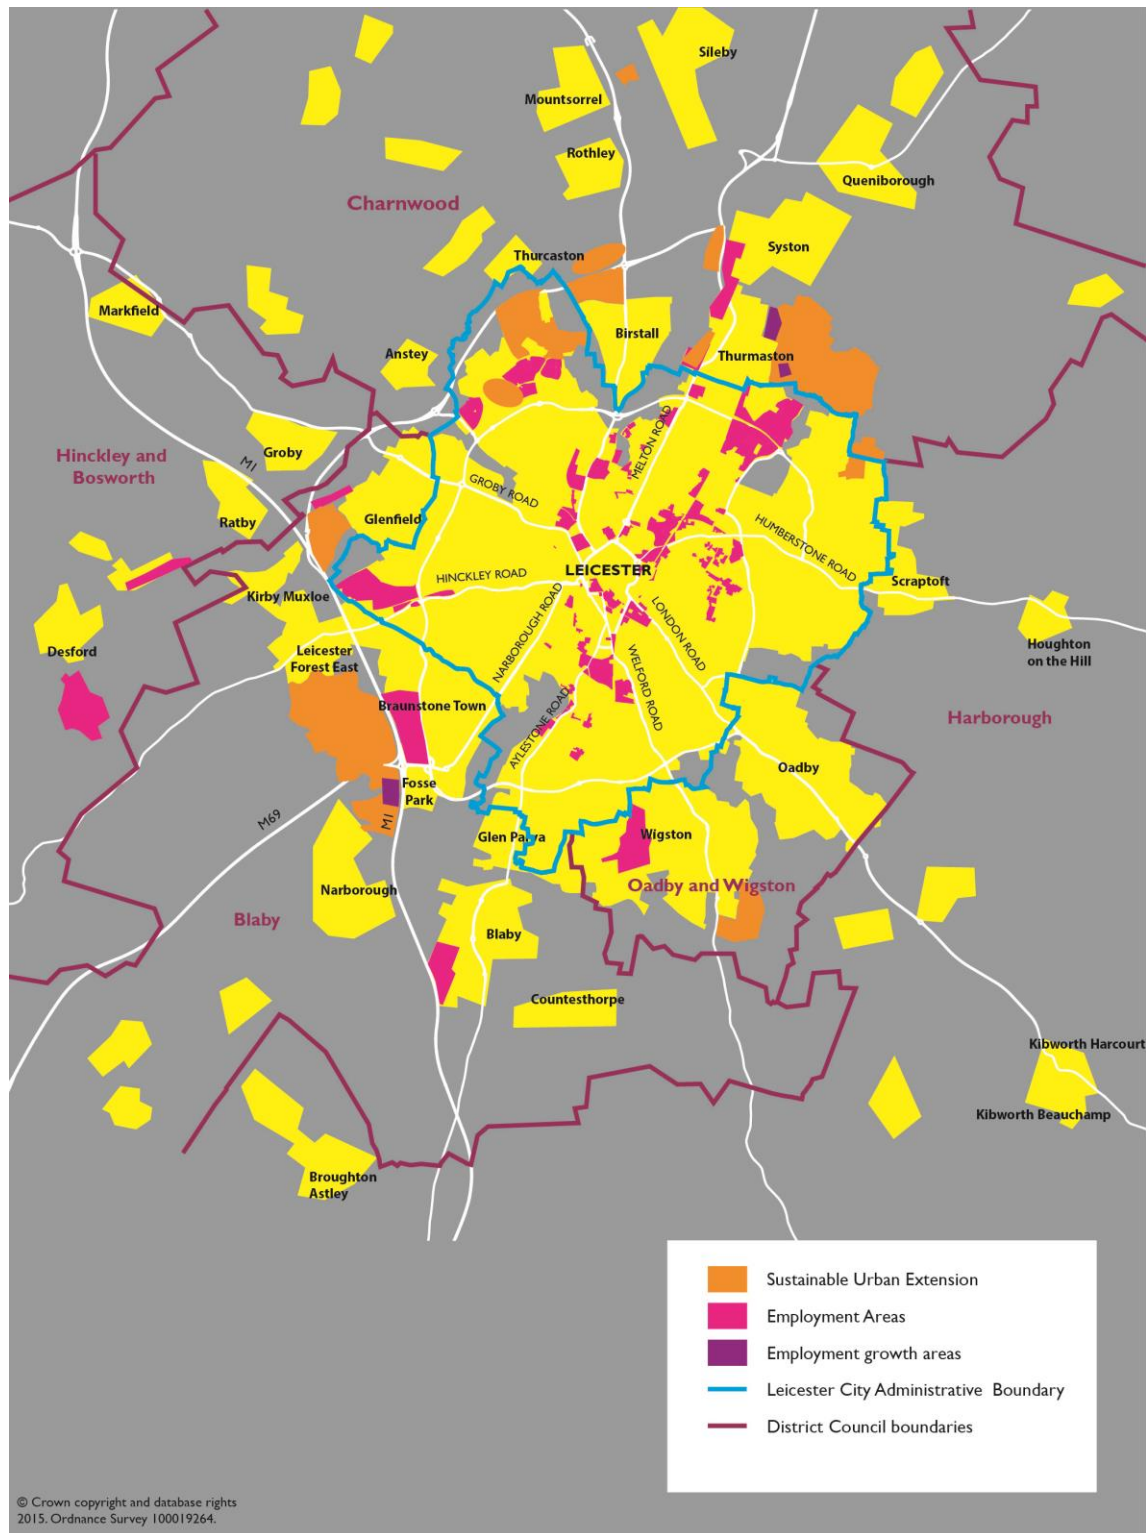 Sileby
Mountsorrel
Rothley
Queniborough
Charnwood
Syston
Thurcaston
Markfield
Birstall
Anstey
Thurmaston
MELTON ROAD
Hinckley and
Bosworth
Groby
M1
GROBY ROAD
Ratby
Glenfield
HUMBERSTONE ROAD
LEICESTER
HINCKLEY ROAD
Scraptoft
Kirby Muxloe
NARBOROUGH ROAD
LONDON ROAD
Desford
Leicester
Forest East
WELFORD ROAD
Houghton
on the Hill
Braunstone Town
AYLESTONE ROAD
Harborough
Oadby
Fosse
Park
M69
M1
Glen Parva
Wigston
Narborough
Oadby and Wigston
Blaby
Blaby
Countesthorpe
Kibworth Harcourt
Kibworth Beauchamp
Broughton
Astley
Sustainable Urban Extension
Employment Areas
Employment growth areas
Leicester City Administrative Boundary
District Council boundaries
© Crown copyright and database rights
2015. Ordnance Survey 100019264.